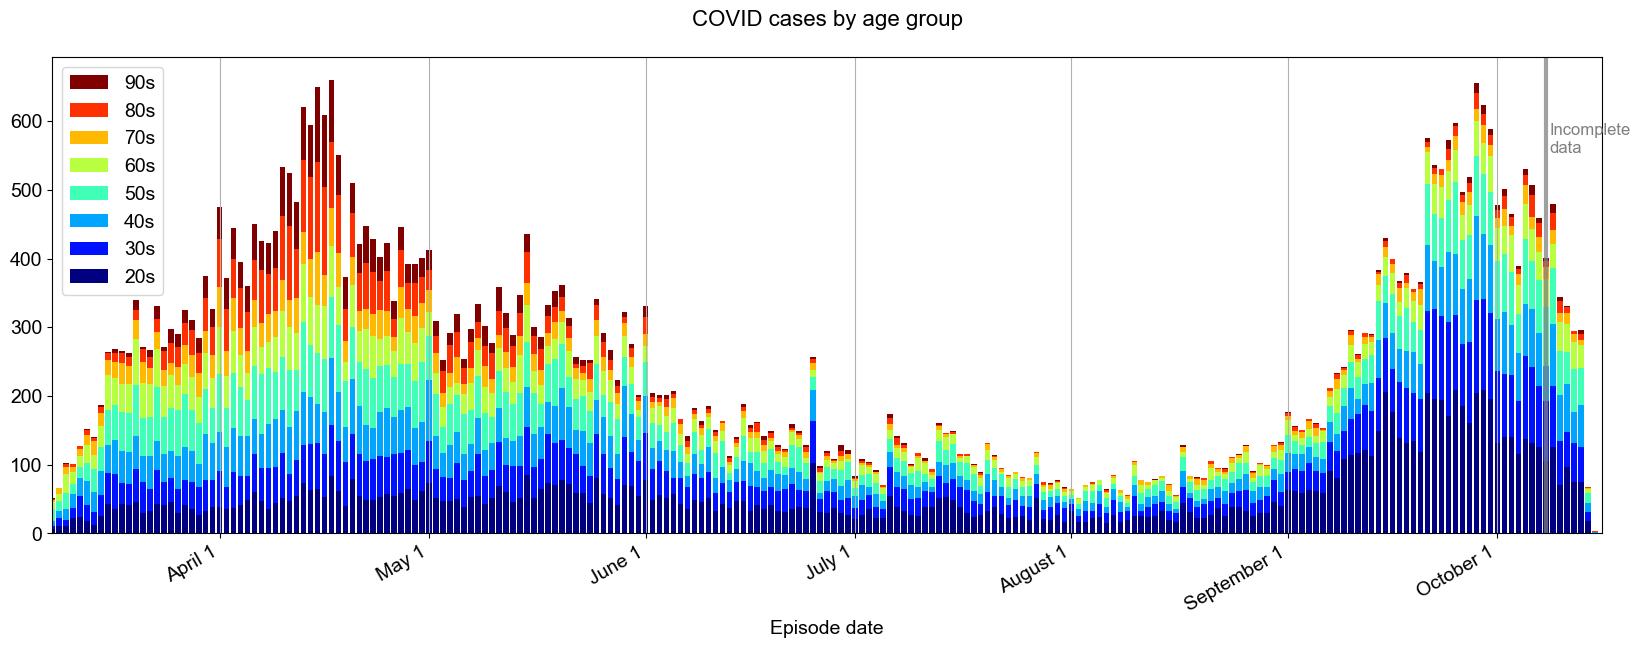 COVID cases by age group
90s
80s
70s
60s
50s
40s
30s
20s
600
500
400
300
200
100
0
Incomplete
data
April 1
May 1
June 1
July 1
August 1
September 1
October 1
Episode date